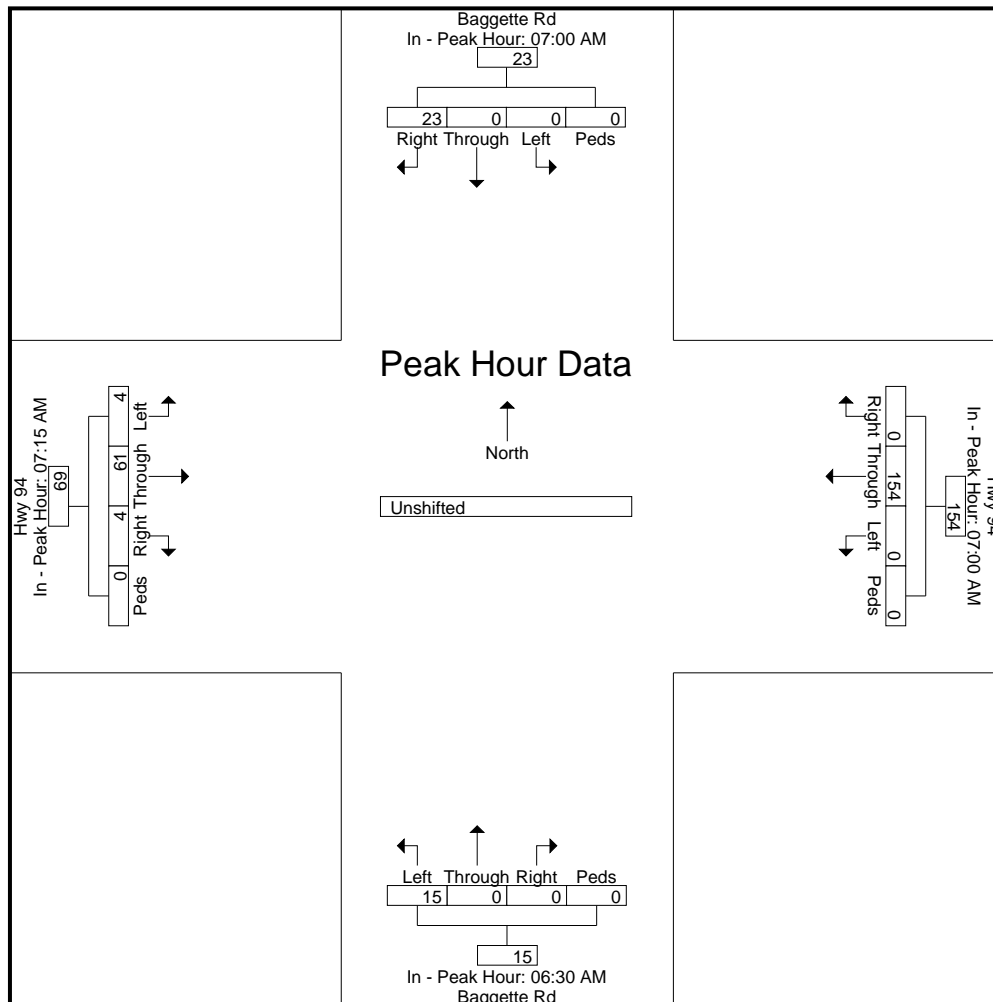 Baggette Rd
In - Peak Hour: 07:00 AM
23
23 0 0 0
Right Through Left Peds
Peak Hour Data
North
Unshifted
Hwy 94
In - Peak Hour: 07:15 AM
69
4 61 4 0
Left Through Right Peds
Right Through Left Peds
0 154 0 0
154
In - Peak Hour: 07:00 AM
Hwy 94
Left Through Right Peds
15 0 0 0
15
In - Peak Hour: 06:30 AM
Baggette Rd